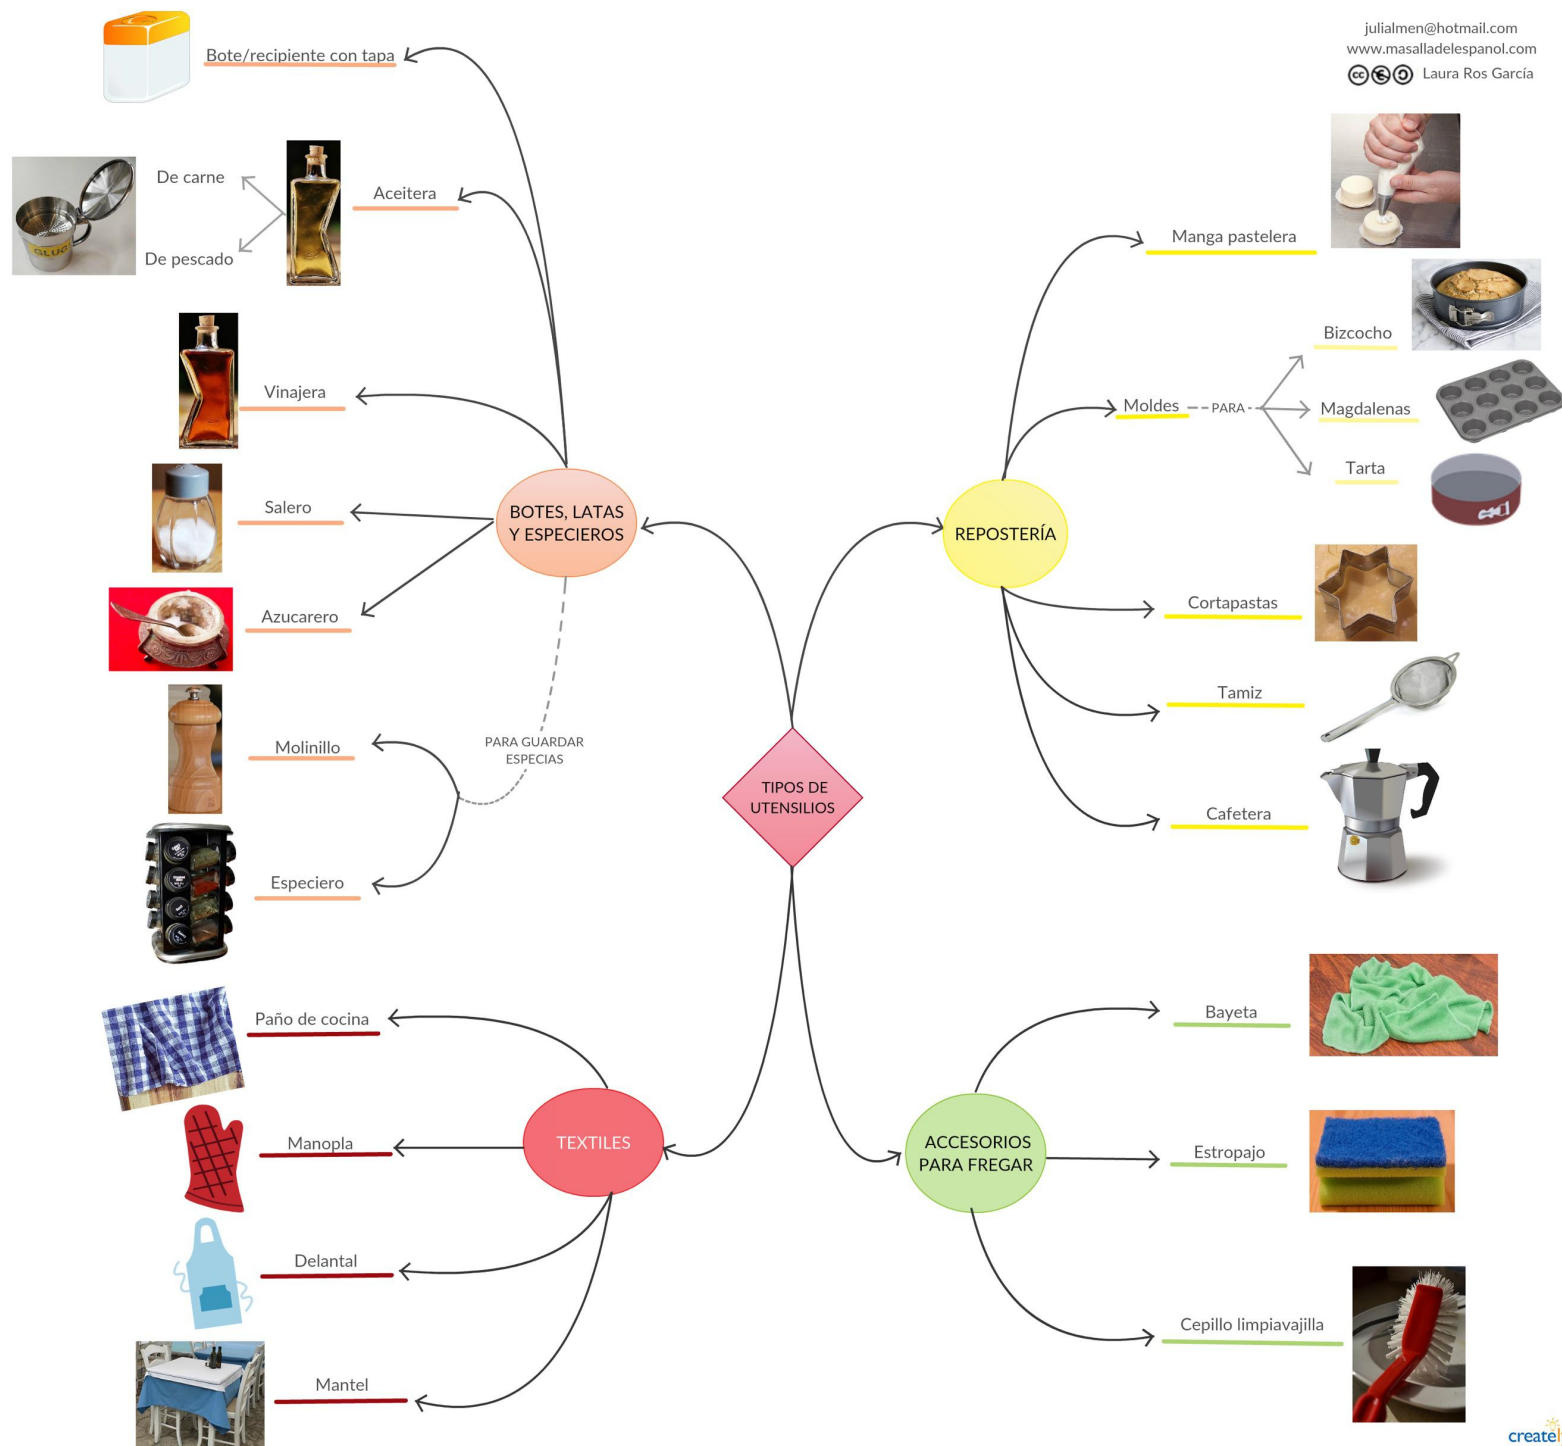 julialmen@hotmail.com
www.masalladelespanol.com
Laura Ros García
Bote/recipiente con tapa
De carne
De pescado
GLUG
Aceitera
Vinajera
Salero
Azucarero
Molinillo
Especiero
BOTES, LATAS
Y ESPECIEROS
PARA GUARDAR
ESPECIAS
REPOSTERÍA
Manga pastelera
Moldes
PARA
Bizcocho
Magdalenas
Tarta
Cortapastas
Tamiz
Cafetera
TIPOS DE
UTENSILIOS
TEXTILES
Paño de cocina
Manopla
Delantal
Mantel
ACCESORIOS
PARA FREGAR
Bayeta
Estropajo
Cepillo limpiavajilla